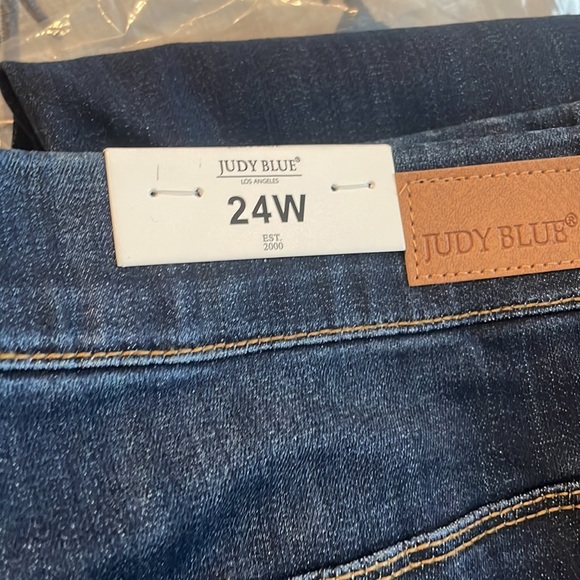 JUDY BLUE®
LOS ANGELES
24W
EST.
2000
JUDY BLUE®